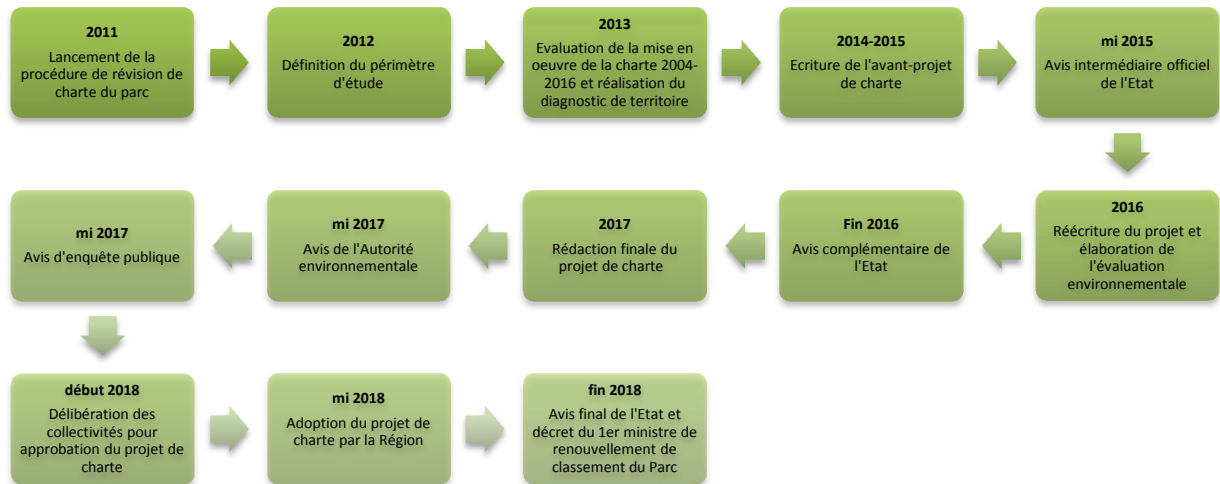 2011
Lancement de la
procédure de révision de
charte du parc
2012
Définition du périmètre
d'étude
2013
Evaluation de la mise en
oeuvre de la charte 2004-
2016 et réalisation du
diagnostic de territoire
2014-2015
Ecriture de l'avant-projet
de charte
mi 2015
Avis intermédiaire officiel
de l'Etat
2016
Réécriture du projet et
élaboration de
l'évaluation
environnementale
Fin 2016
Avis complémentaire de
l'Etat
2017
Rédaction finale du
projet de charte
mi 2017
Avis de l'Autorité
environnementale
mi 2017
Avis d'enquête publique
début 2018
Délibération des
collectivités pour
approbation du projet de
charte
mi 2018
Adoption du projet de
charte par la Région
fin 2018
Avis final de l'Etat et
décret du 1er ministre de
renouvellement de
classement du Parc